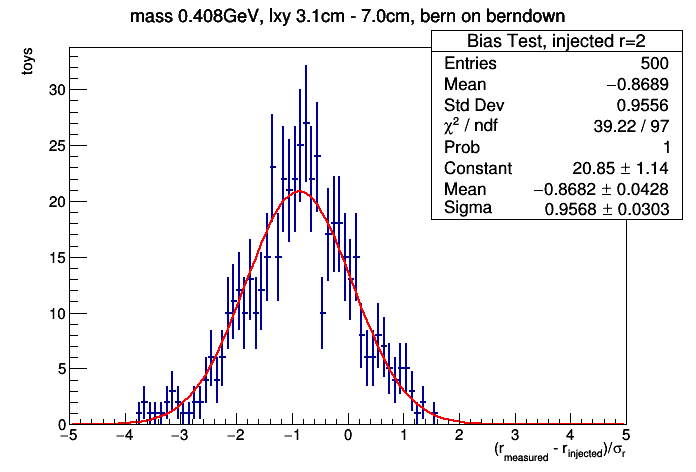 mass 0.408GeV, lxy 3.1cm - 7.0cm, bern on berndown
toys
Bias Test, injected r=2
Entries 500
Mean −0.8689
Std Dev 0.9556
χ² / ndf 39.22 / 97
Prob 1
Constant 20.85 ± 1.14
Mean −0.8682 ± 0.0428
Sigma 0.9568 ± 0.0303
30
25
20
15
10
5
0
−5 −4 −3 −2 −1 0 1 2 3 4 5
(r_measured - r_injected)/σ_r